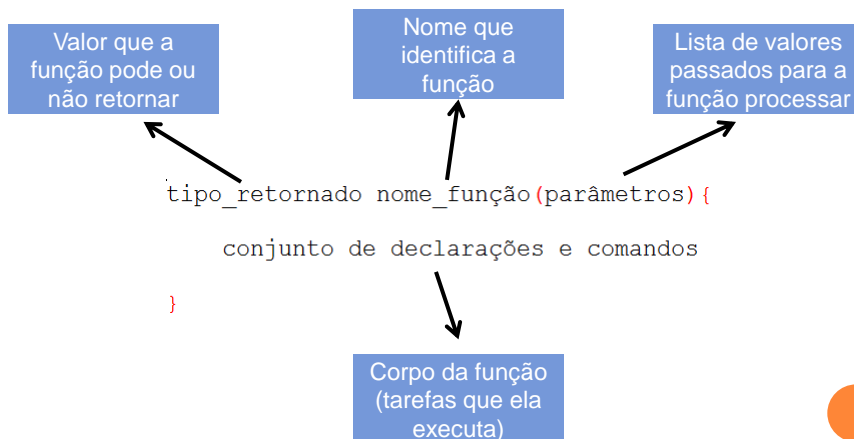 Valor que a
função pode ou
não retornar
Nome que
identifica a
função
Lista de valores
passados para a
função processar
tipo_retornado nome_função(parâmetros){
conjunto de declarações e comandos
}
Corpo da função
(tarefas que ela
executa)